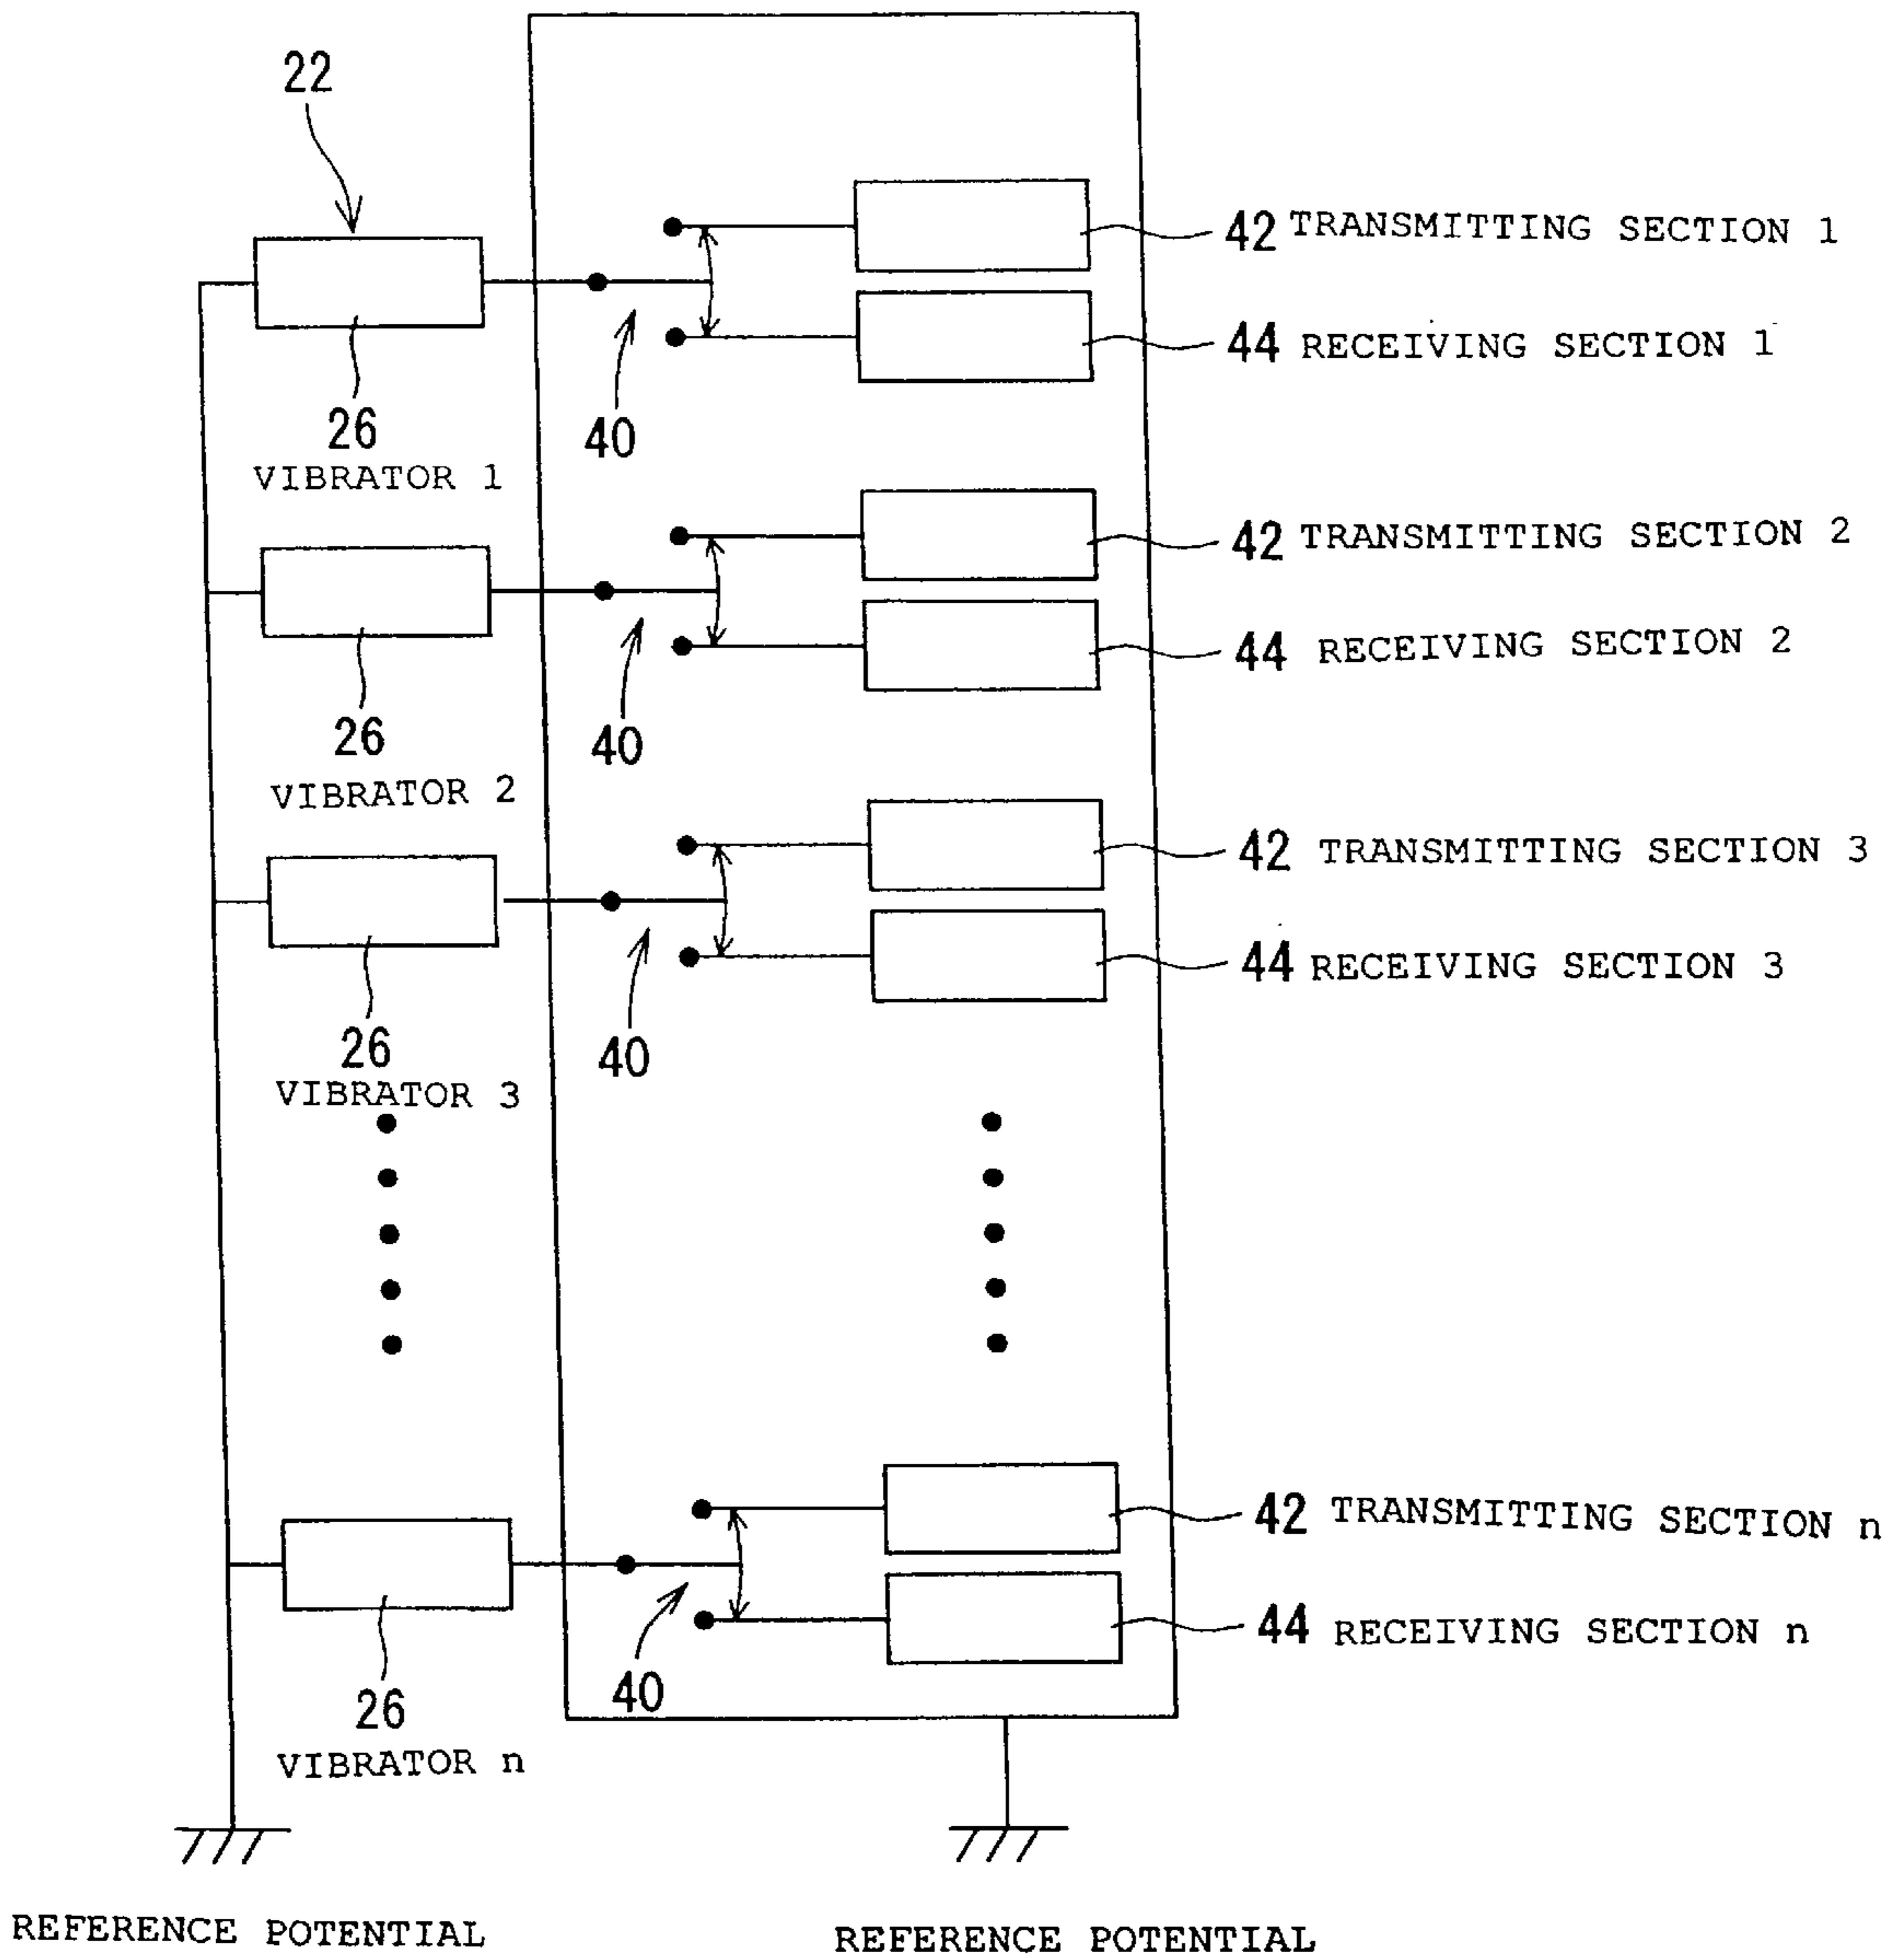 22
42 TRANSMITTING SECTION 1
44 RECEIVING SECTION 1
26
40
VIBRATOR 1
42 TRANSMITTING SECTION 2
44 RECEIVING SECTION 2
26
40
VIBRATOR 2
42 TRANSMITTING SECTION 3
44 RECEIVING SECTION 3
26
40
VIBRATOR 3
42 TRANSMITTING SECTION n
44 RECEIVING SECTION n
40
26
VIBRATOR n
REFERENCE POTENTIAL
REFERENCE POTENTIAL